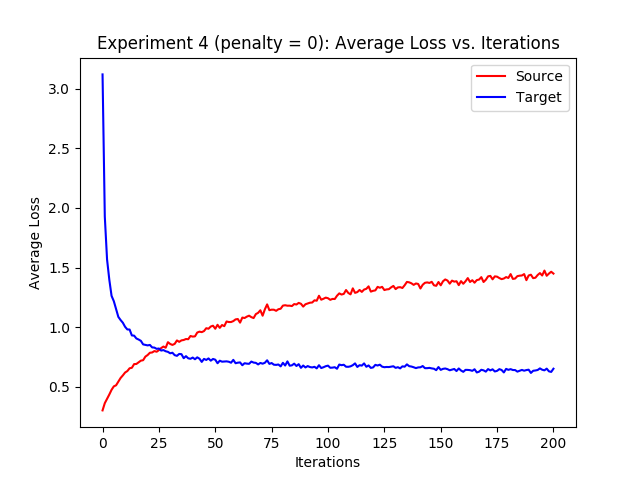 Experiment 4 (penalty = 0): Average Loss vs. Iterations
Source
Target
Average Loss
3.0
2.5
2.0
1.5
1.0
0.5
0 25 50 75 100 125 150 175 200
Iterations